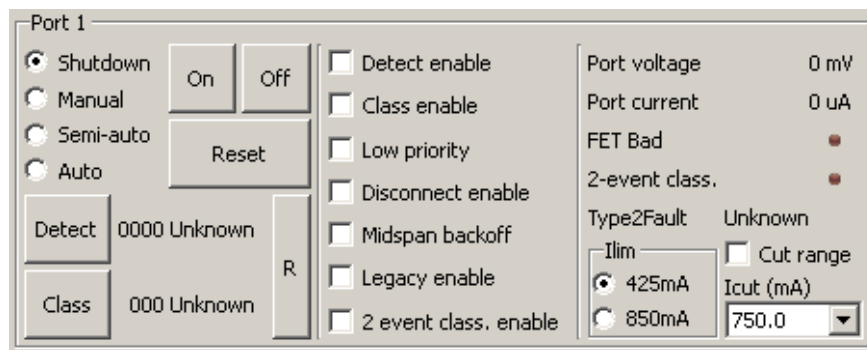 Port 1
Shutdown
Manual
Semi-auto
Auto
On
Off
Reset
Detect
0000 Unknown
Class
000 Unknown
R
Detect enable
Class enable
Low priority
Disconnect enable
Midspan backoff
Legacy enable
2 event class. enable
Port voltage 0 mV
Port current 0 uA
FET Bad
2-event class.
Type2Fault Unknown
Ilim
425mA
850mA
Cut range
Icut (mA)
750.0